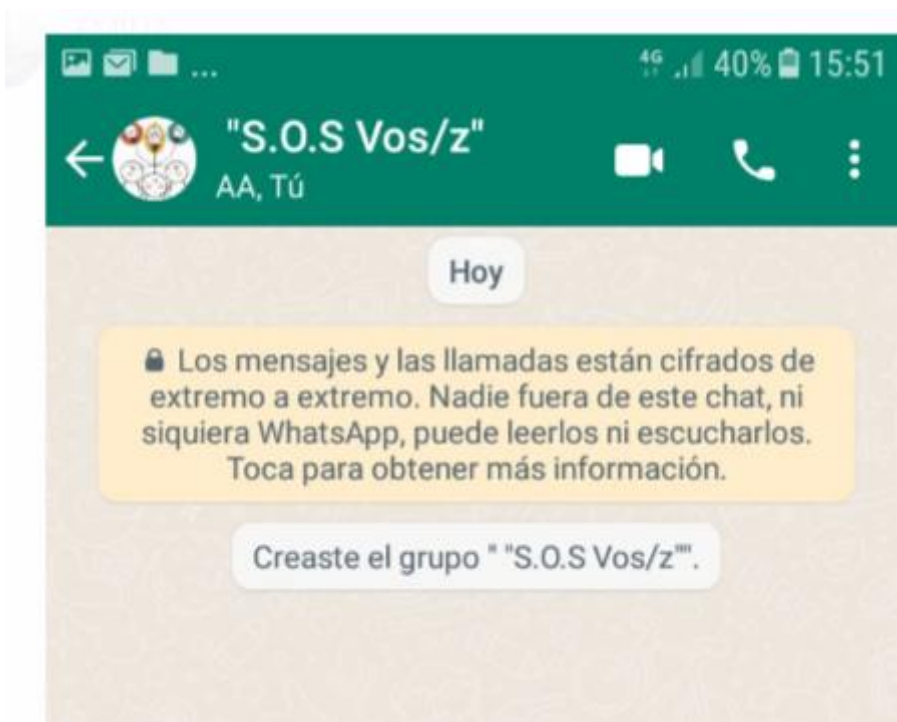 ... 4G 40% 15:51
"S.O.S Vos/z"
AA, Tú
Hoy
Los mensajes y las llamadas están cifrados de
extremo a extremo. Nadie fuera de este chat, ni
siquiera WhatsApp, puede leerlos ni escucharlos.
Toca para obtener más información.
Creaste el grupo " "S.O.S Vos/z"".